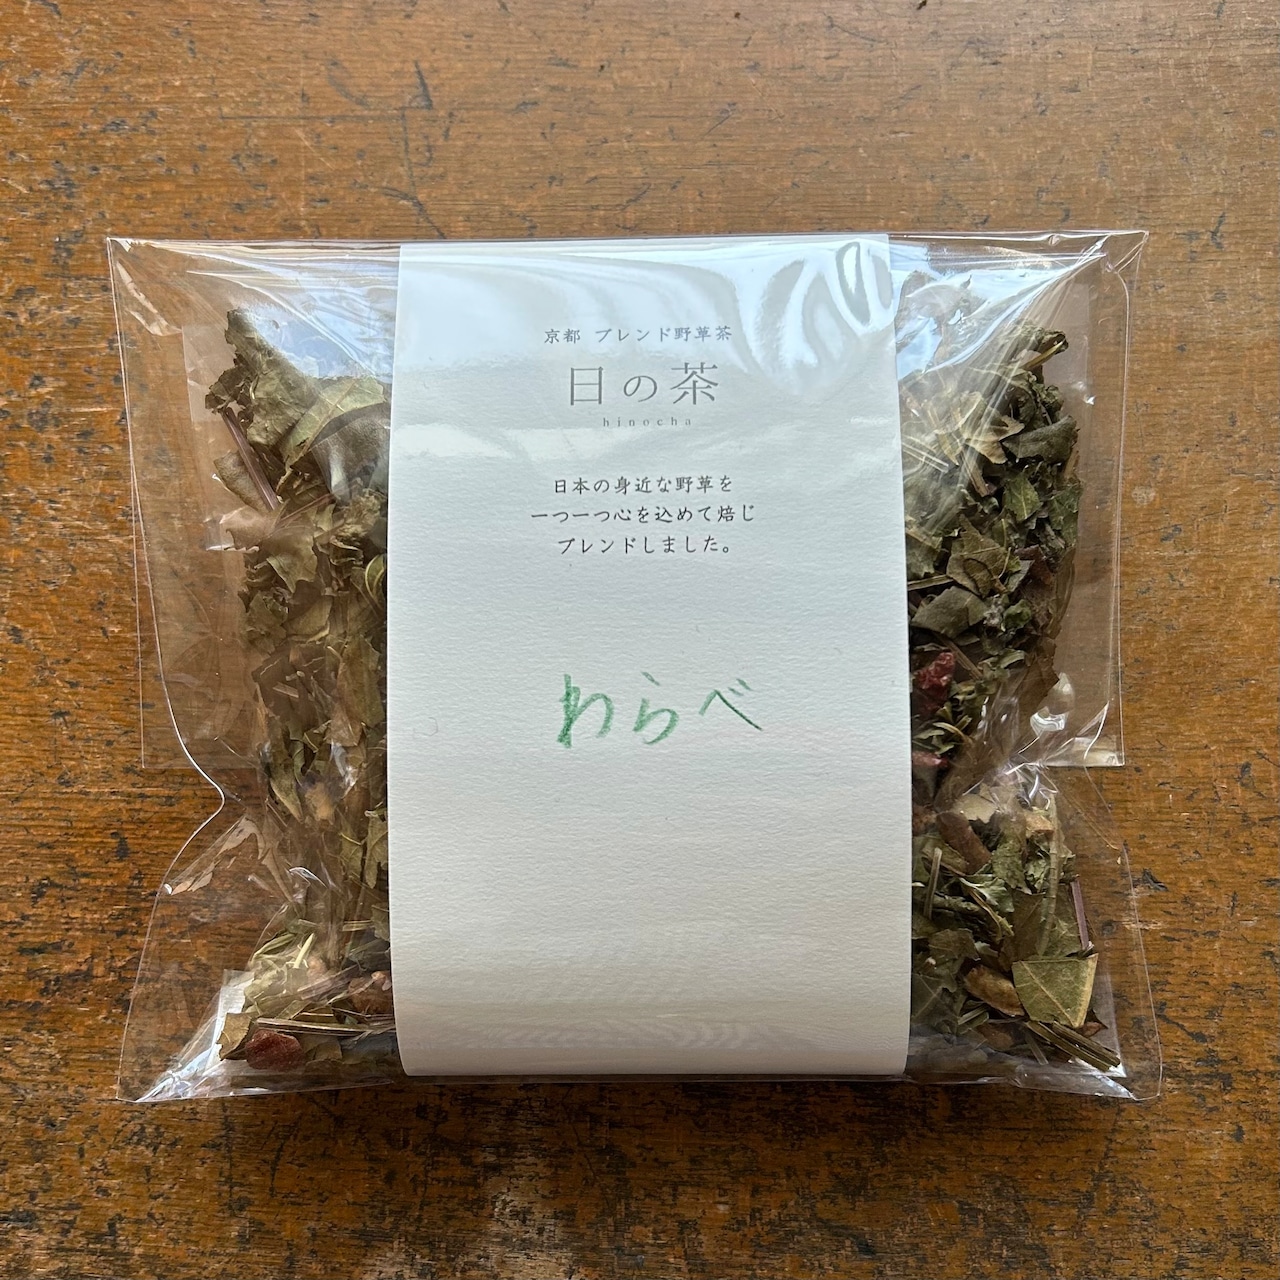 京都 ブレンド野草茶
日の茶
hinocha
日本の身近な野草を
一つ一つ心を込めて焙じ
ブレンドしました。
わらべ